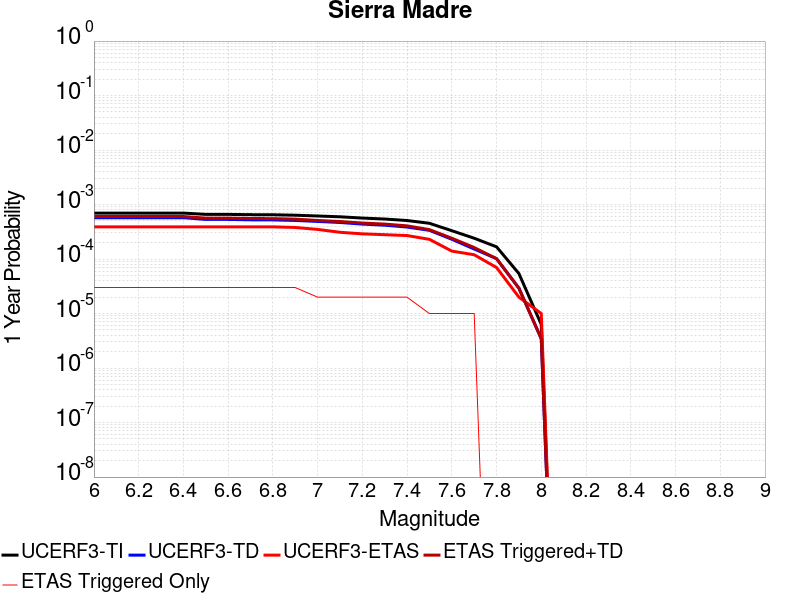 Sierra Madre
1 Year Probability
10^0
10^-1
10^-2
10^-3
10^-4
10^-5
10^-6
10^-7
10^-8
6 6.2 6.4 6.6 6.8 7 7.2 7.4 7.6 7.8 8 8.2 8.4 8.6 8.8 9
Magnitude
UCERF3-TI UCERF3-TD UCERF3-ETAS ETAS Triggered+TD
ETAS Triggered Only